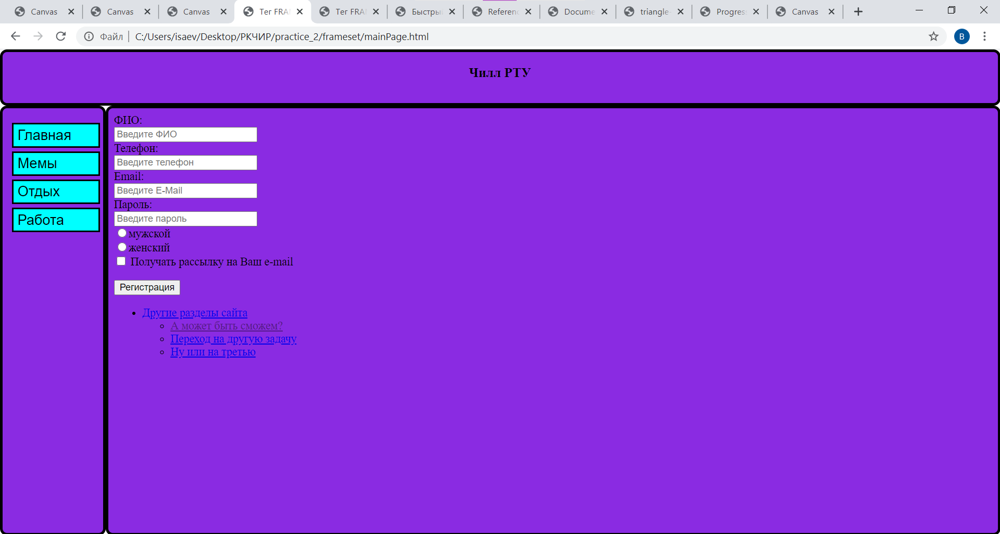 Canvas
Canvas
Canvas
Тег FRA
Тег FRA
Быстры
Referen
Docume
triangle-
Progres
Canvas
Файл
C:/Users/isaev/Desktop/РКЧИР/practice_2/frameset/mainPage.html
В
Чилл РТУ
Главная
Мемы
Отдых
Работа
ФИО:
Введите ФИО
Телефон:
Введите телефон
Email:
Введите E-Mail
Пароль:
Введите пароль
мужской
женский
Получать рассылку на Ваш e-mail
Регистрация
Другие разделы сайта
А может быть сможем?
Переход на другую задачу
Ну или на третью